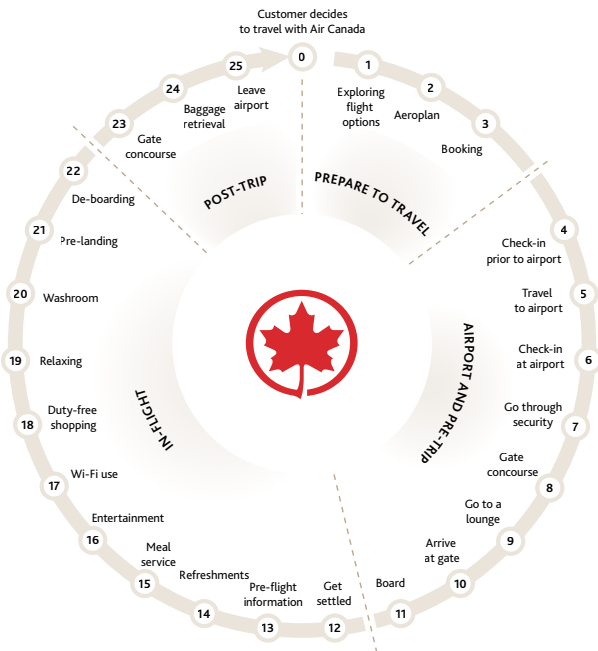 Customer decides
to travel with Air Canada
0
1
Exploring
flight
options
2
Aeroplan
3
Booking
PREPARE TO TRAVEL
4
Check-in
prior to airport
5
Travel
to airport
6
Check-in
at airport
7
Go through
security
8
Gate
concourse
9
Go to a
lounge
10
Arrive
at gate
11
Board
AIRPORT AND PRE-TRIP
12
Get
settled
13
Pre-flight
information
14
Refreshments
15
Meal
service
16
Entertainment
17
Wi-Fi use
18
Duty-free
shopping
19
Relaxing
20
Washroom
21
Pre-landing
22
De-boarding
IN-FLIGHT
23
Gate
concourse
24
Baggage
retrieval
25
Leave
airport
POST-TRIP